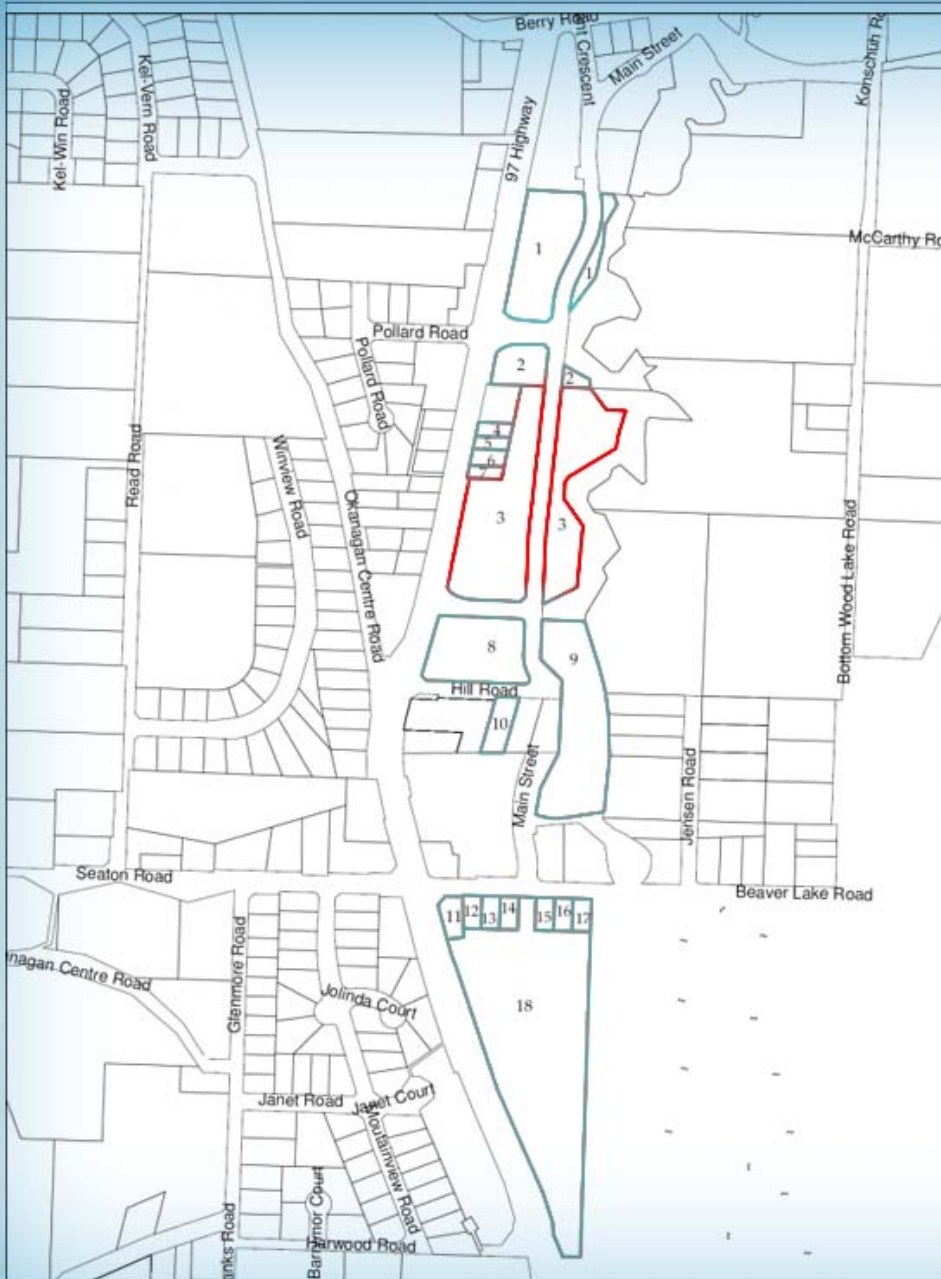 Berry Road
Main Street
Konschuh R
Kel-Vern Road
Kel-Win Road
nt Crescent
97 Highway
McCarthy Ro
1
1
Pollard Road
Pollard Road
2
2
4
5
6
7
3
3
Read Road
Winview Road
Okanagan Centre Road
Bottom Wood Lake Road
8
9
Hill Road
10
Main Street
Jensen Road
Seaton Road
Beaver Lake Road
11
12
13
14
15
16
17
nagan Centre Road
Glenmore Road
Jolinda Court
18
Janet Road
Janet Court
Moutainview Road
Barrymor Court
Harwood Road
anks Road